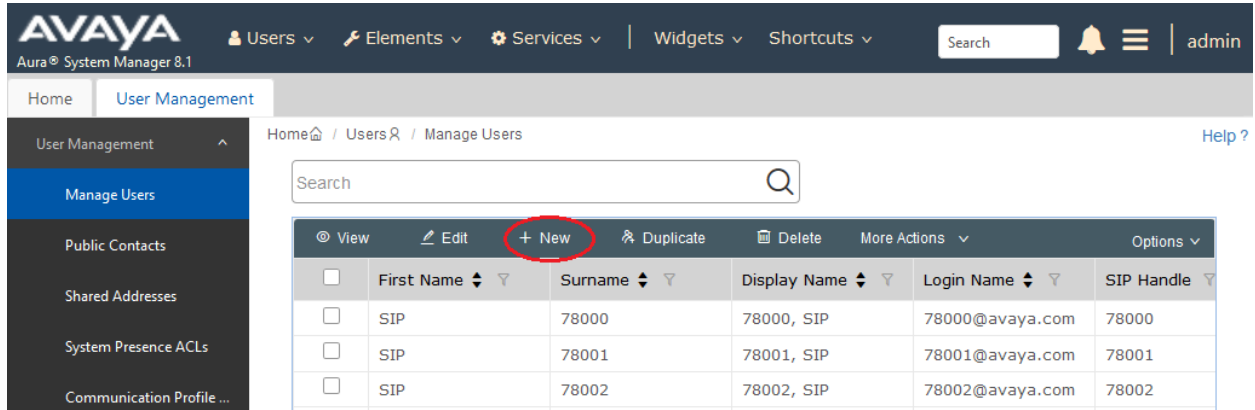 AVAYA
Aura® System Manager 8.1
Users Elements Services | Widgets Shortcuts Search | admin
Home User Management
User Management
Manage Users
Public Contacts
Shared Addresses
System Presence ACLs
Communication Profile ...
Home / Users / Manage Users Help ?
Search
View Edit + New Duplicate Delete More Actions Options
First Name Surname Display Name Login Name SIP Handle
SIP 78000 78000, SIP 78000@avaya.com 78000
SIP 78001 78001, SIP 78001@avaya.com 78001
SIP 78002 78002, SIP 78002@avaya.com 78002